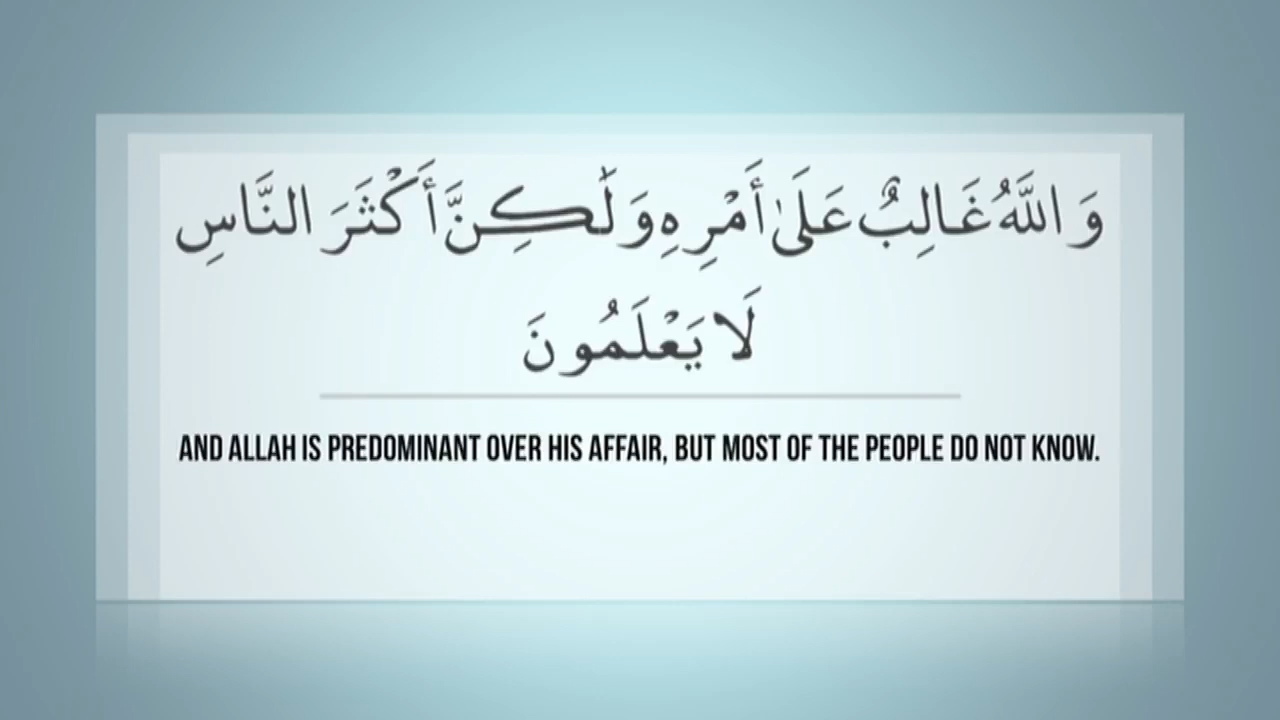 وَاللَّهُ غَالِبٌ عَلَىٰ أَمْرِهِ وَلَٰكِنَّ أَكْثَرَ النَّاسِ
لَا يَعْلَمُونَ
AND ALLAH IS PREDOMINANT OVER HIS AFFAIR, BUT MOST OF THE PEOPLE DO NOT KNOW.